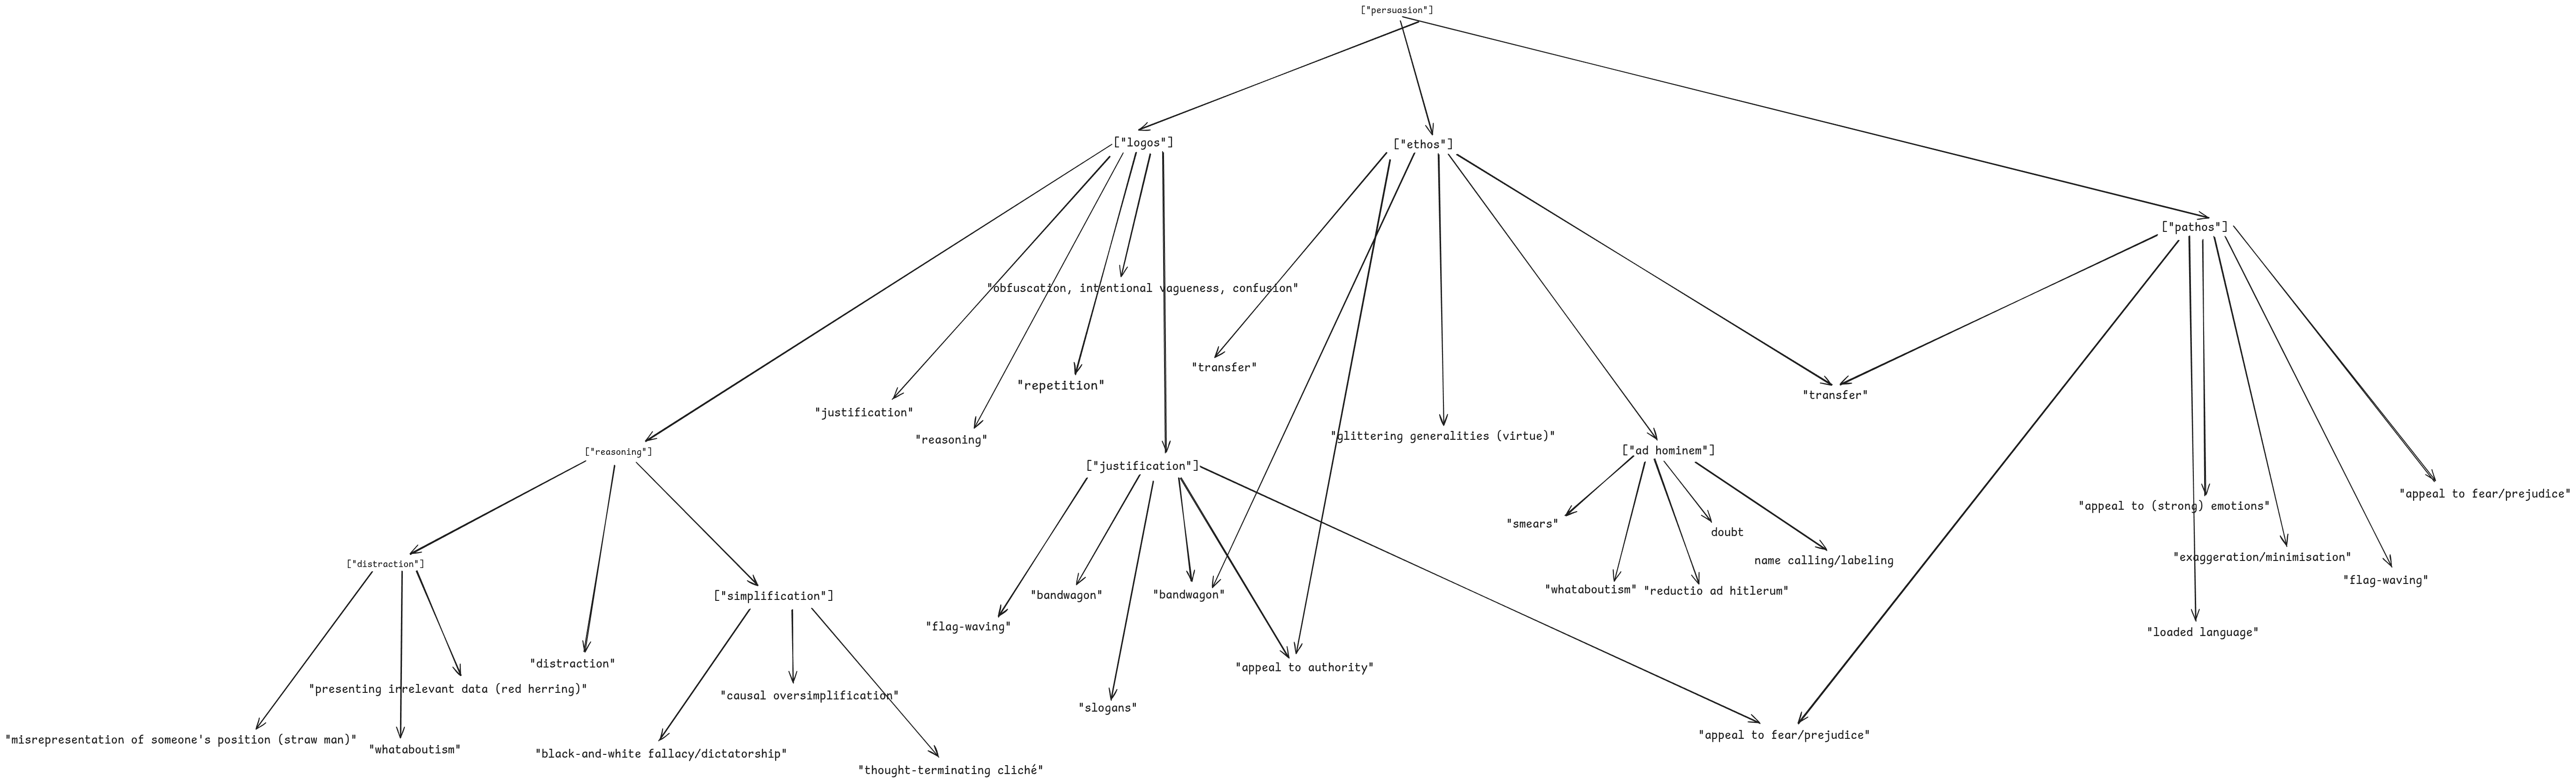 ["persuasion"]
["logos"]
["ethos"]
["pathos"]
"obfuscation, intentional vagueness, confusion"
"transfer"
"repetition"
"transfer"
"justification"
"reasoning"
"glittering generalities (virtue)"
["reasoning"]
["ad hominem"]
["justification"]
"appeal to fear/prejudice"
"appeal to (strong) emotions"
"smears"
doubt
"exaggeration/minimisation"
name calling/labeling
["distraction"]
"flag-waving"
"whataboutism"
"reductio ad hitlerum"
["simplification"]
"bandwagon"
"bandwagon"
"flag-waving"
"loaded language"
"distraction"
"appeal to authority"
"presenting irrelevant data (red herring)"
"causal oversimplification"
"slogans"
"appeal to fear/prejudice"
"misrepresentation of someone's position (straw man)"
"whataboutism"
"black-and-white fallacy/dictatorship"
"thought-terminating cliché"